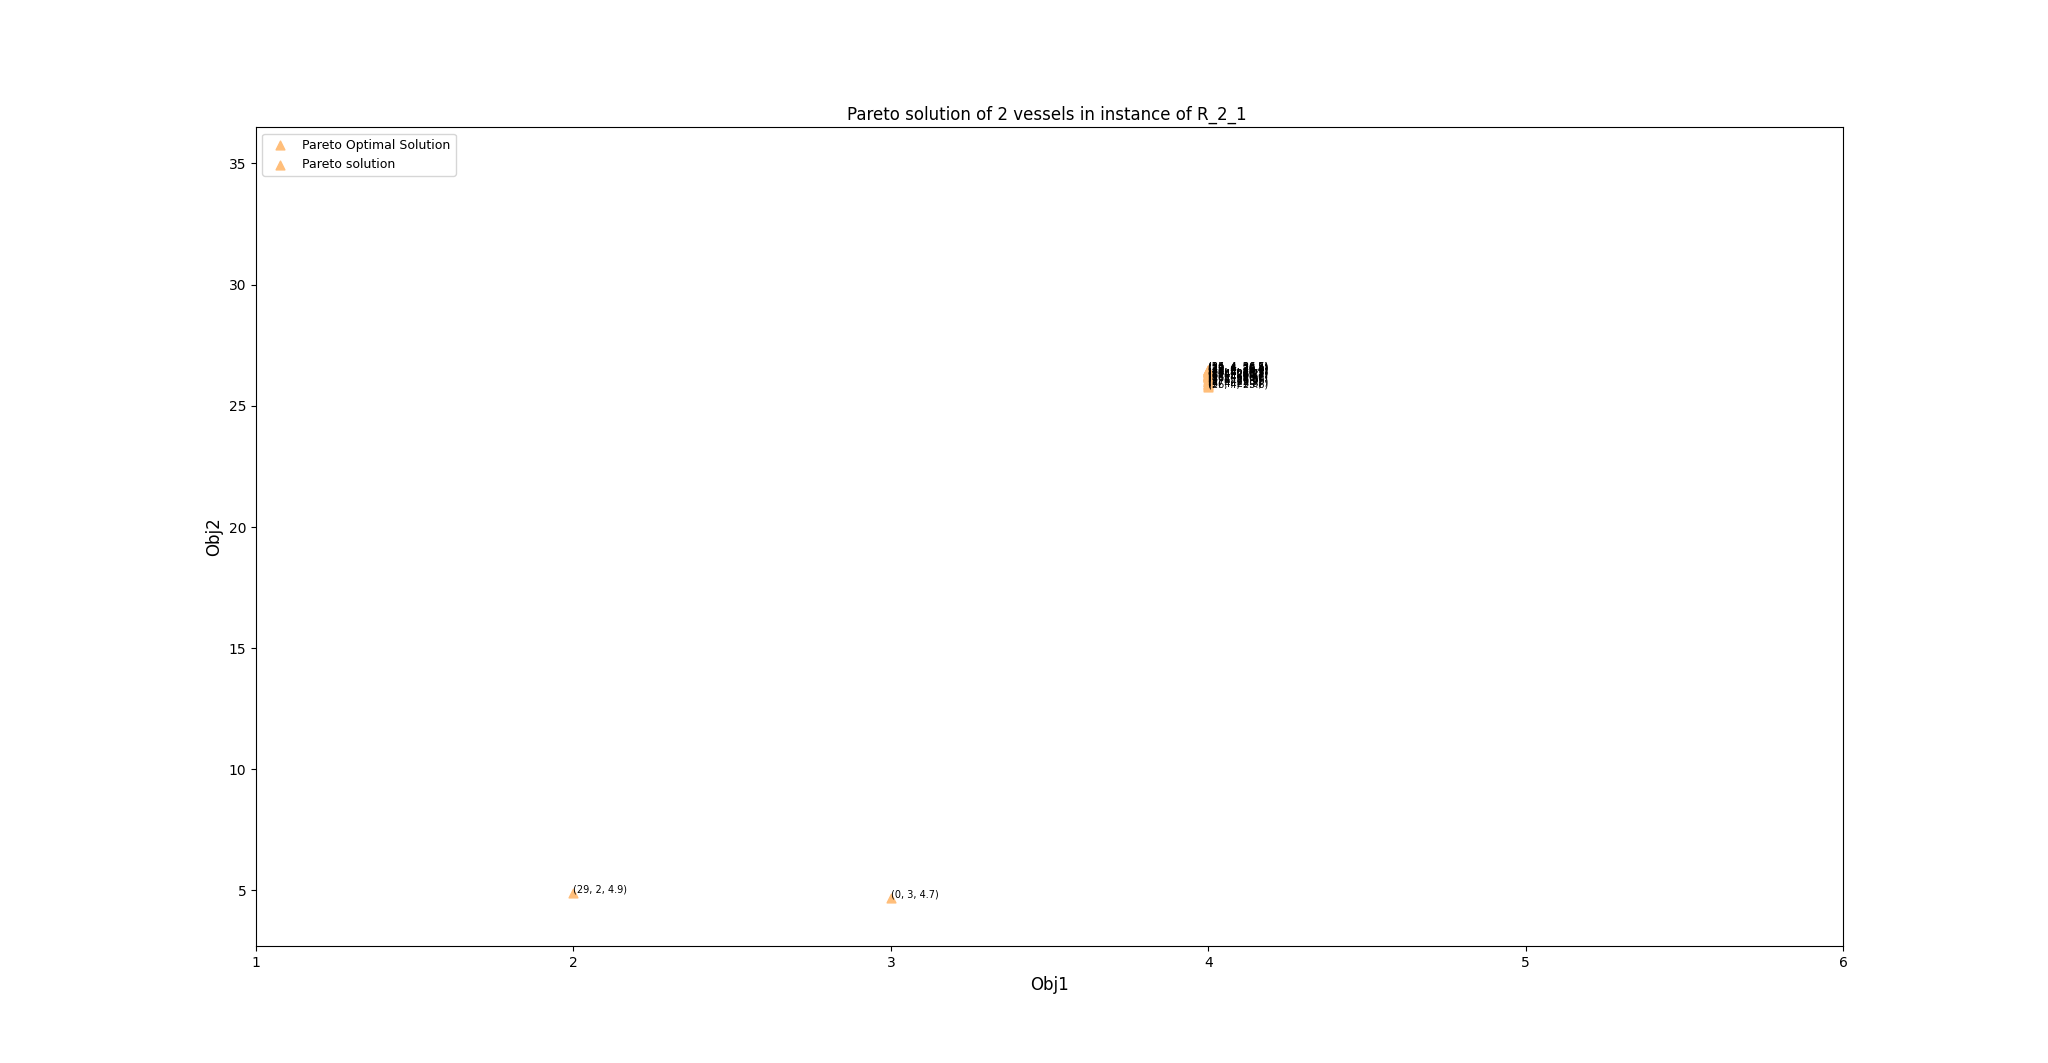 Pareto solution of 2 vessels in instance of R_2_1
Pareto Optimal Solution
Pareto solution
35
30
25
20
15
10
5
Obj2
(29, 2, 4.9)
(0, 3, 4.7)
1
2
3
4
5
6
Obj1